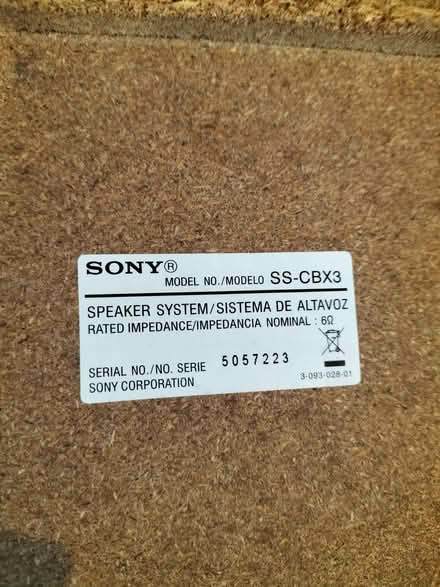 SONY®
MODEL NO./MODELO SS-CBX3
SPEAKER SYSTEM/SISTEMA DE ALTAVOZ
RATED IMPEDANCE/IMPEDANCIA NOMINAL : 6Ω
SERIAL NO./NO. SERIE 5057223
SONY CORPORATION
3-093-028-01